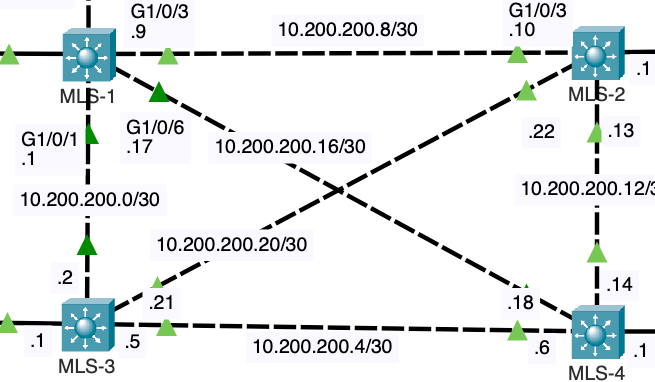 G1/0/3
.9
10.200.200.8/30
G1/0/3
.10
MLS-1
MLS-2
.1
G1/0/6
.17
G1/0/1
.1
.22
.13
10.200.200.16/30
10.200.200.0/30
10.200.200.12/3
10.200.200.20/30
.2
.21
.18
.14
.1
.5
10.200.200.4/30
.6
.1
MLS-3
MLS-4